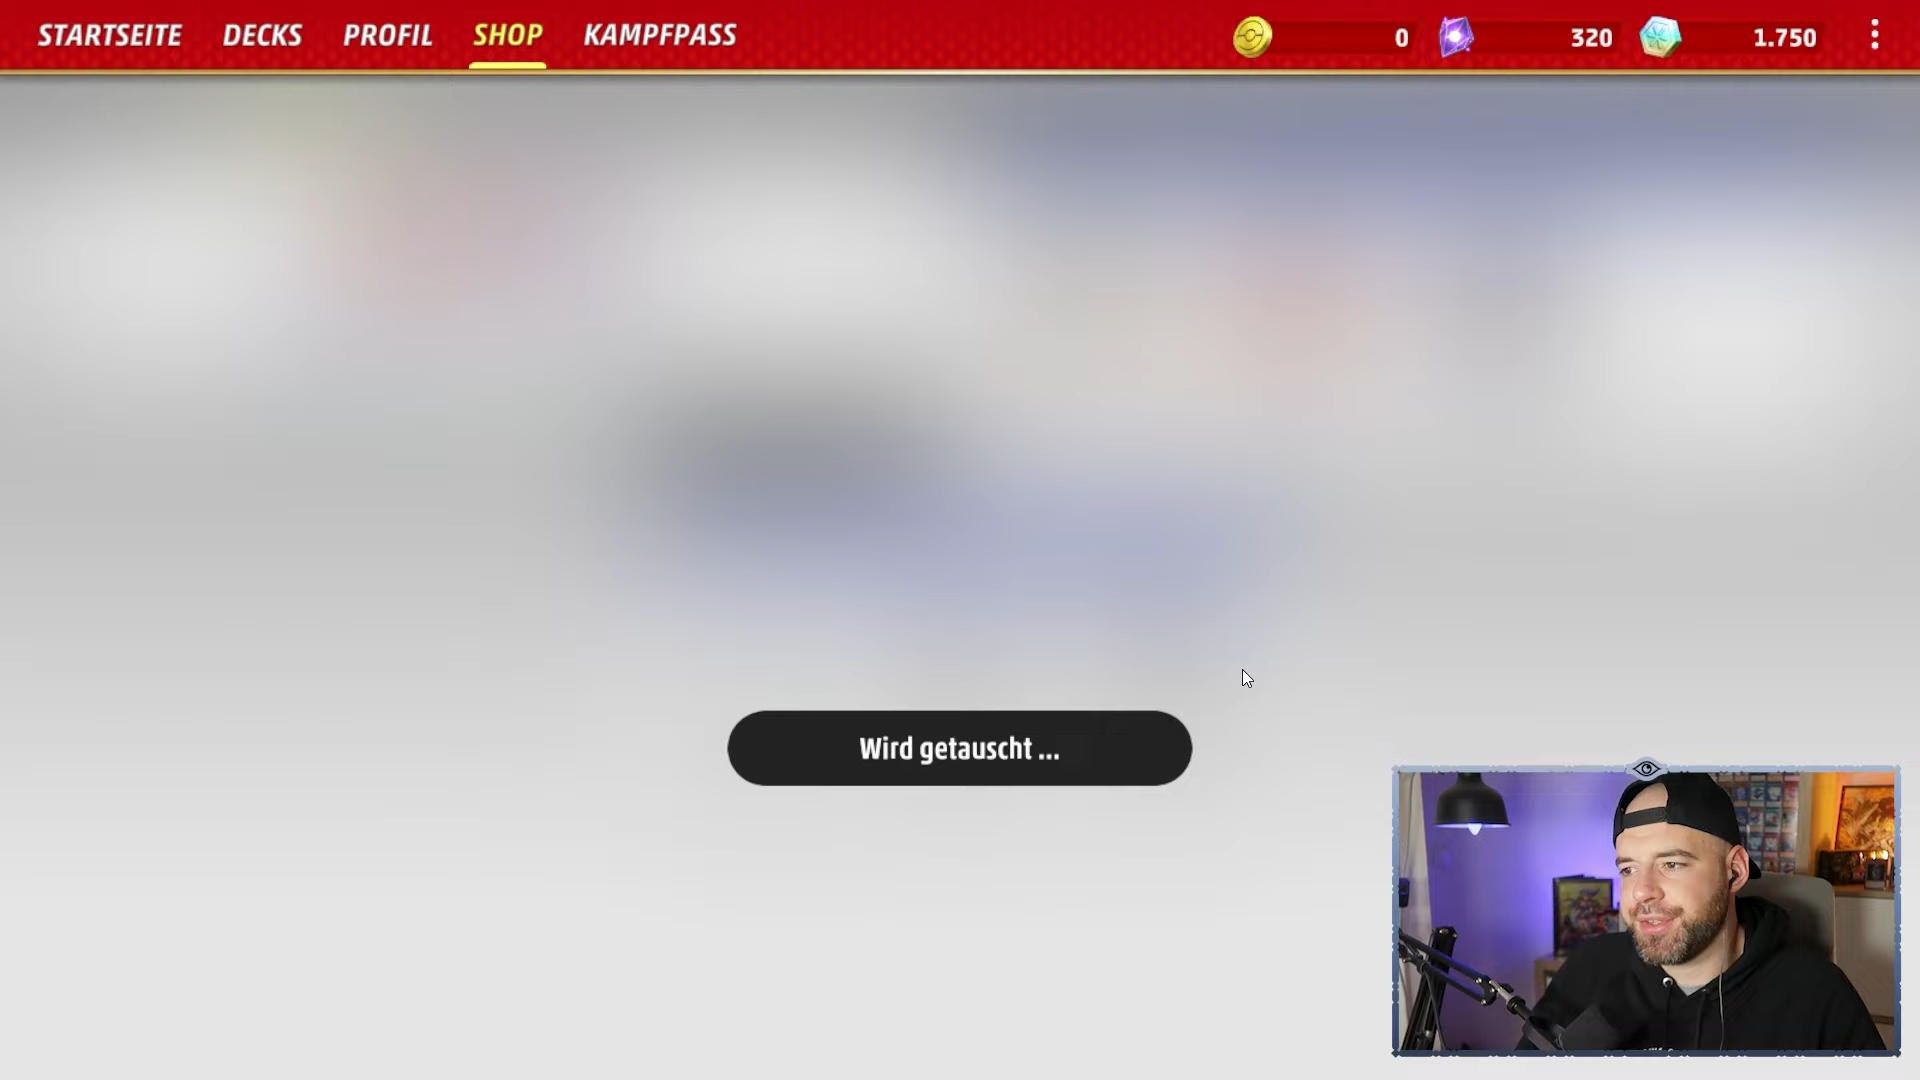 STARTSEITE DECKS PROFIL SHOP KAMPFPASS 0 320 1.750
Wird getauscht ...